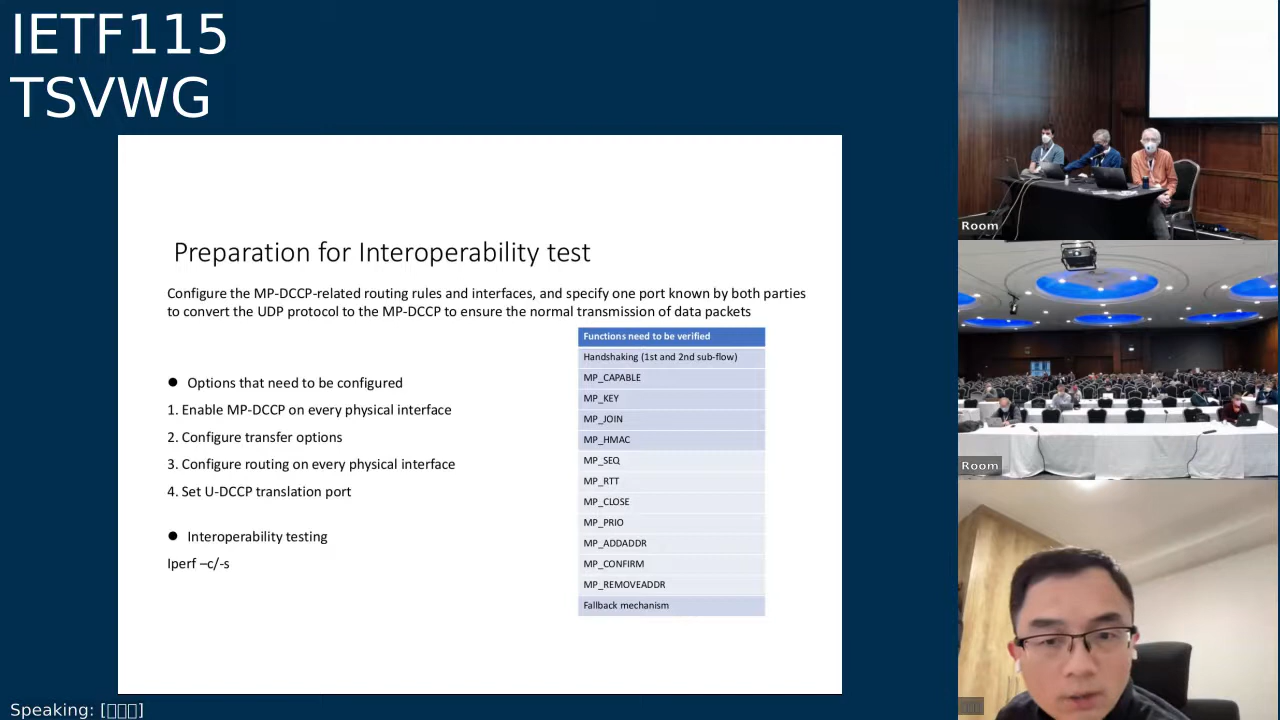 IETF115
TSVWG
Preparation for Interoperability test
Configure the MP-DCCP-related routing rules and interfaces, and specify one port known by both parties
to convert the UDP protocol to the MP-DCCP to ensure the normal transmission of data packets
● Options that need to be configured
1. Enable MP-DCCP on every physical interface
2. Configure transfer options
3. Configure routing on every physical interface
4. Set U-DCCP translation port
● Interoperability testing
Iperf –c/-s
Functions need to be verified
Handshaking (1st and 2nd sub-flow)
MP_CAPABLE
MP_KEY
MP_JOIN
MP_HMAC
MP_SEQ
MP_RTT
MP_CLOSE
MP_PRIO
MP_ADDADDR
MP_CONFIRM
MP_REMOVEADDR
Fallback mechanism
Room
Room
Speaking: [▯▯▯]